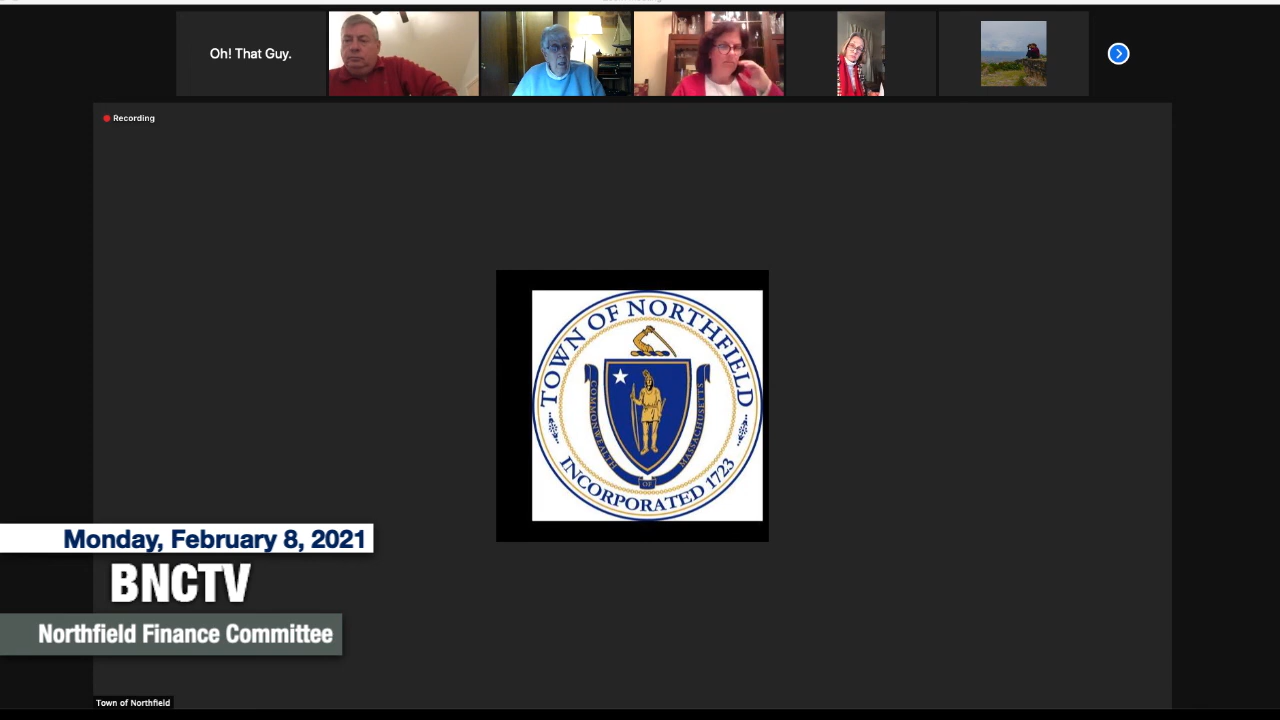 Oh! That Guy.
Recording
TOWN OF NORTHFIELD
COMMONWEALTH
OF
MASSACHUSETTS
INCORPORATED 1723
Monday, February 8, 2021
BNCTV
Northfield Finance Committee
Town of Northfield